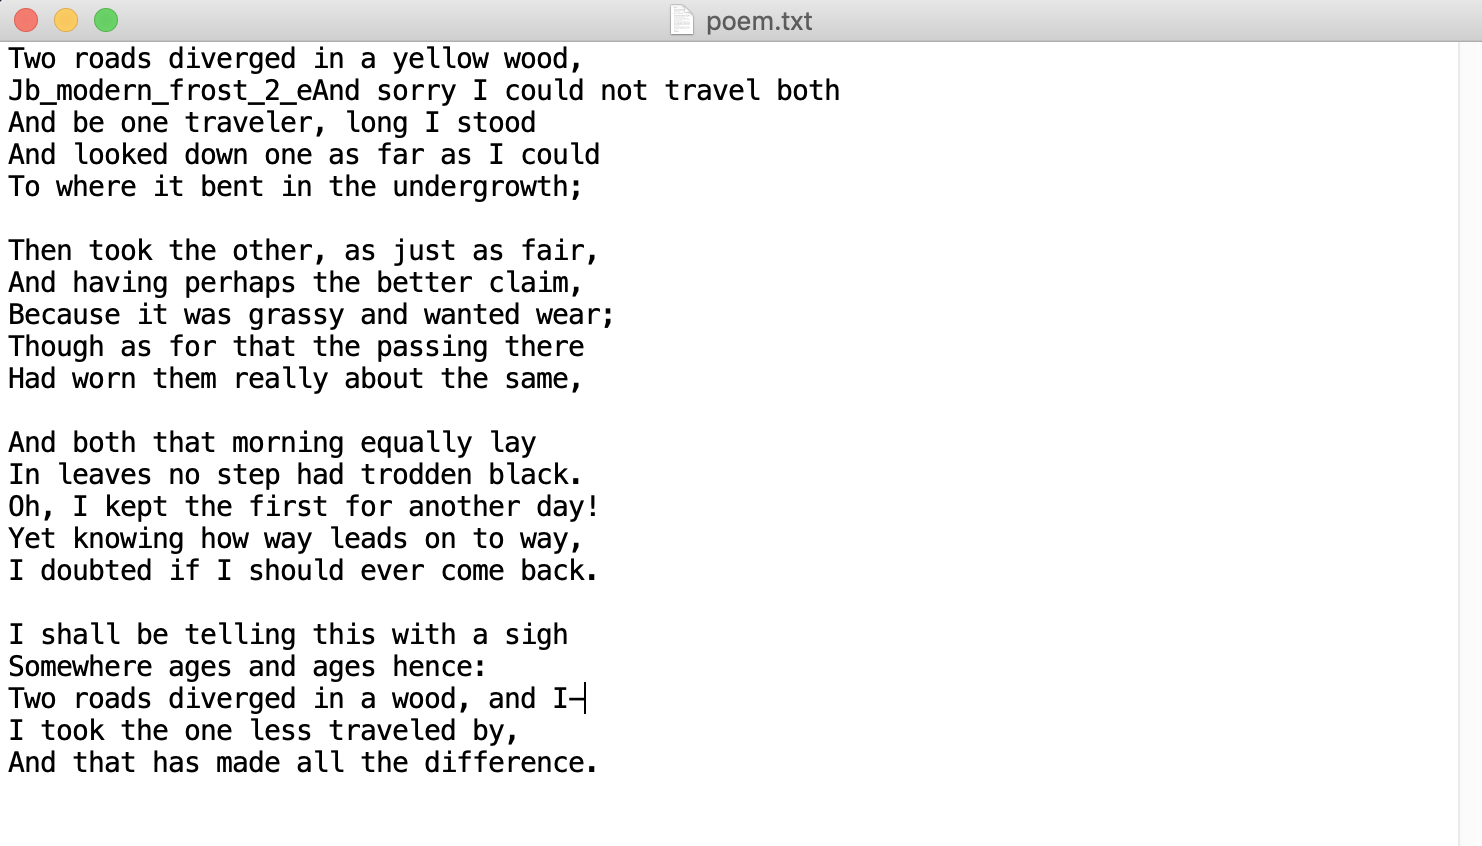 poem.txt
Two roads diverged in a yellow wood,
Jb_modern_frost_2_eAnd sorry I could not travel both
And be one traveler, long I stood
And looked down one as far as I could
To where it bent in the undergrowth;

Then took the other, as just as fair,
And having perhaps the better claim,
Because it was grassy and wanted wear;
Though as for that the passing there
Had worn them really about the same,

And both that morning equally lay
In leaves no step had trodden black.
Oh, I kept the first for another day!
Yet knowing how way leads on to way,
I doubted if I should ever come back.

I shall be telling this with a sigh
Somewhere ages and ages hence:
Two roads diverged in a wood, and I—
I took the one less traveled by,
And that has made all the difference.